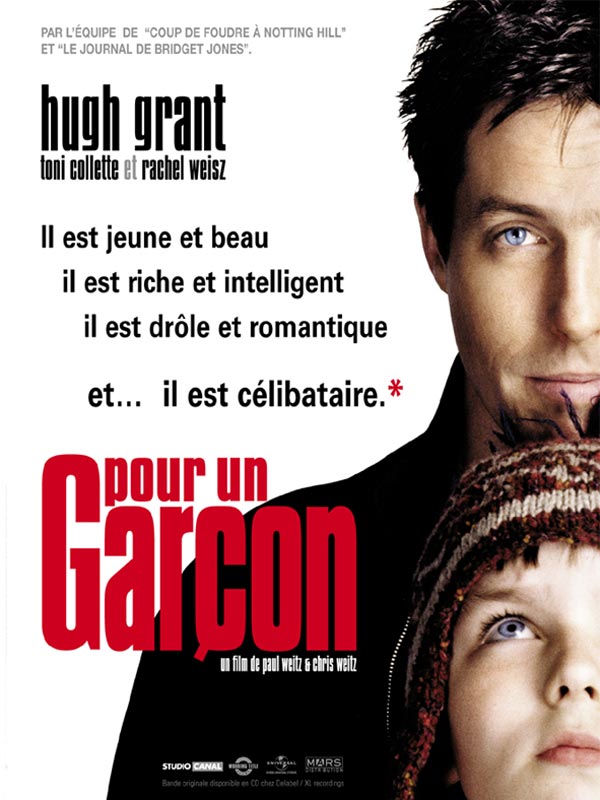 PAR L'ÉQUIPE DE “COUP DE FOUDRE À NOTTING HILL”
ET “LE JOURNAL DE BRIDGET JONES”.
hugh grant
toni collette et rachel weisz
Il est jeune et beau
il est riche et intelligent
il est drôle et romantique
et... il est célibataire.*
pour un
Garçon
un film de paul weitz & chris weitz
STUDIO CANAL
WORKING TITLE
UNIVERSAL
MARS
DISTRIBUTION
Bande originale disponible en CD chez Delabel / XL recordings